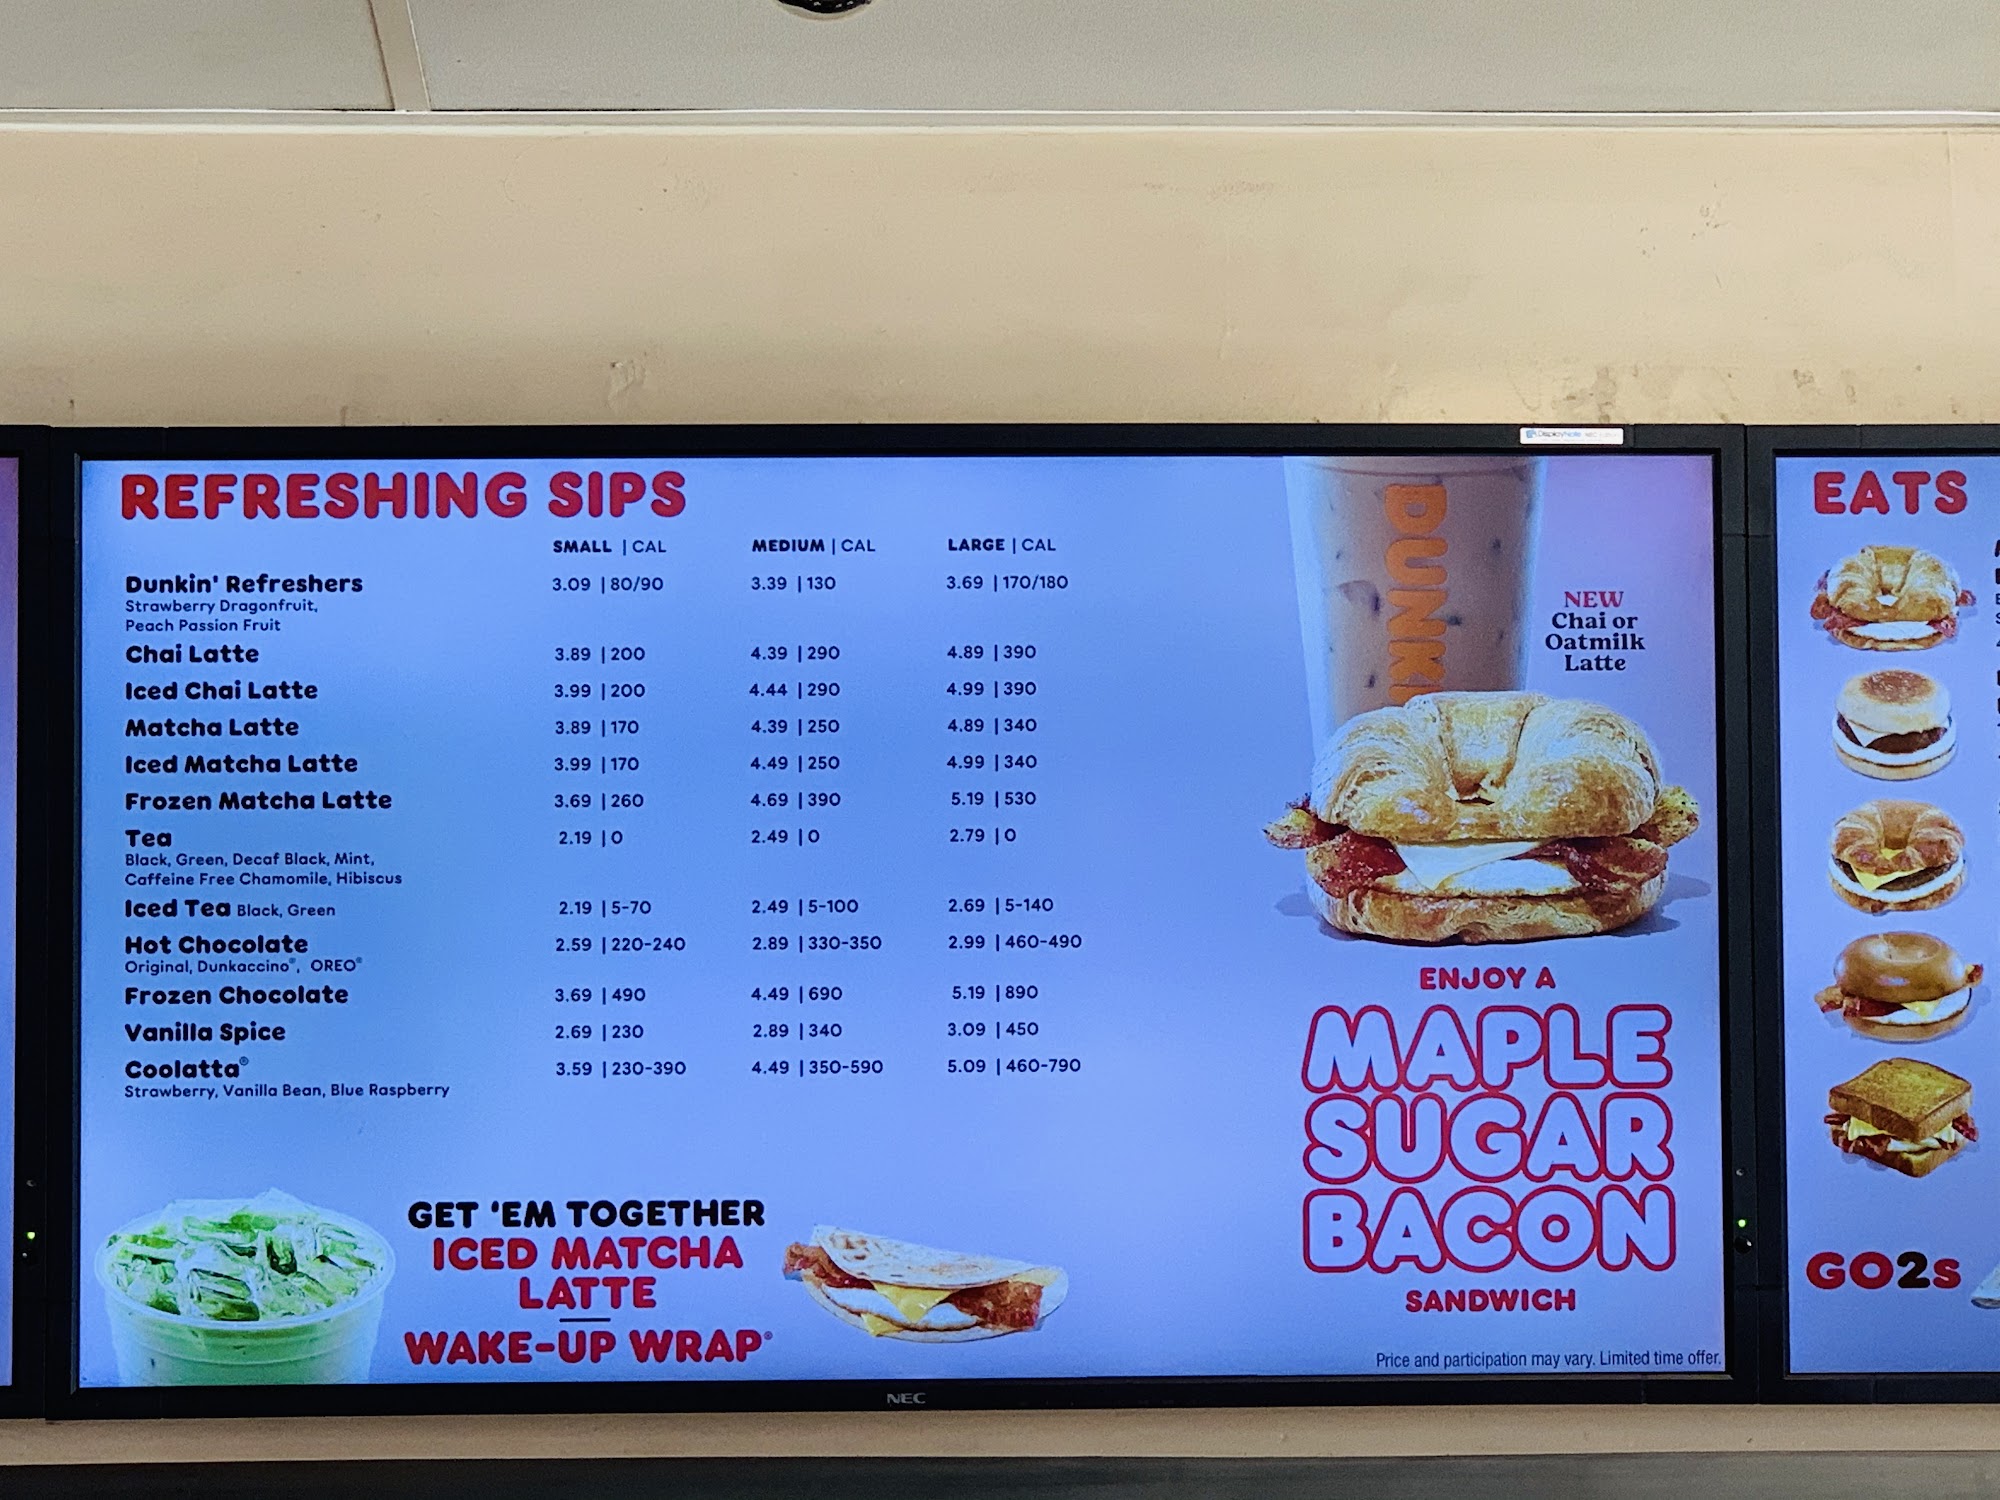 REFRESHING SIPS
SMALL | CAL MEDIUM | CAL LARGE | CAL
Dunkin' Refreshers 3.09 | 80/90 3.39 | 130 3.69 | 170/180
Strawberry Dragonfruit,
Peach Passion Fruit
Chai Latte 3.89 | 200 4.39 | 290 4.89 | 390
Iced Chai Latte 3.99 | 200 4.44 | 290 4.99 | 390
Matcha Latte 3.89 | 170 4.39 | 250 4.89 | 340
Iced Matcha Latte 3.99 | 170 4.49 | 250 4.99 | 340
Frozen Matcha Latte 3.69 | 260 4.69 | 390 5.19 | 530
Tea 2.19 | 0 2.49 | 0 2.79 | 0
Black, Green, Decaf Black, Mint,
Caffeine Free Chamomile, Hibiscus
Iced Tea Black, Green 2.19 | 5-70 2.49 | 5-100 2.69 | 5-140
Hot Chocolate 2.59 | 220-240 2.89 | 330-350 2.99 | 460-490
Original, Dunkaccino®, OREO®
Frozen Chocolate 3.69 | 490 4.49 | 690 5.19 | 890
Vanilla Spice 2.69 | 230 2.89 | 340 3.09 | 450
Coolatta® 3.59 | 230-390 4.49 | 350-590 5.09 | 460-790
Strawberry, Vanilla Bean, Blue Raspberry
GET 'EM TOGETHER
ICED MATCHA
LATTE
WAKE-UP WRAP®
DUNKI
NEW
Chai or
Oatmilk
Latte
ENJOY A
MAPLE
SUGAR
BACON
SANDWICH
Price and participation may vary. Limited time offer.
NEC
EATS
GO2s